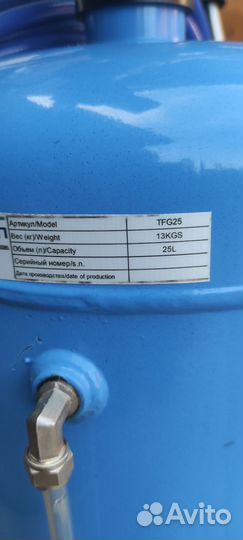 Артикул/Model TFG25
Вес (кг)/Weight 13KGS
Объем (л)/Capacity 25L
Серийный номер/s.n.
Дата производства/date of production
Avito